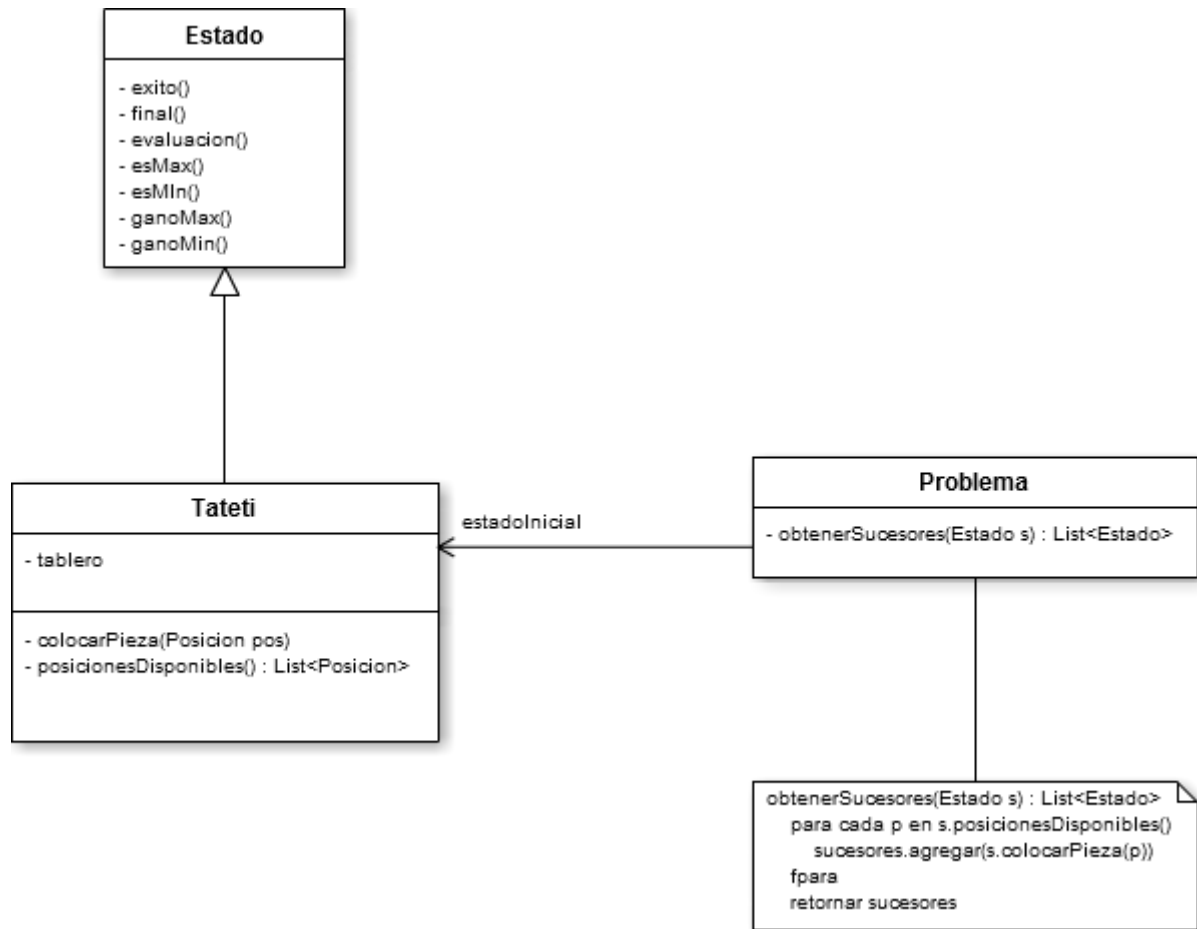 Estado
- exito()
- final()
- evaluacion()
- esMax()
- esMIn()
- ganoMax()
- ganoMin()
Tateti
- tablero
- colocarPieza(Posicion pos)
- posicionesDisponibles() : List<Posicion>
estadoInicial
Problema
- obtenerSucesores(Estado s) : List<Estado>
obtenerSucesores(Estado s) : List<Estado>
para cada p en s.posicionesDisponibles()
sucesores.agregar(s.colocarPieza(p))
fpara
retornar sucesores